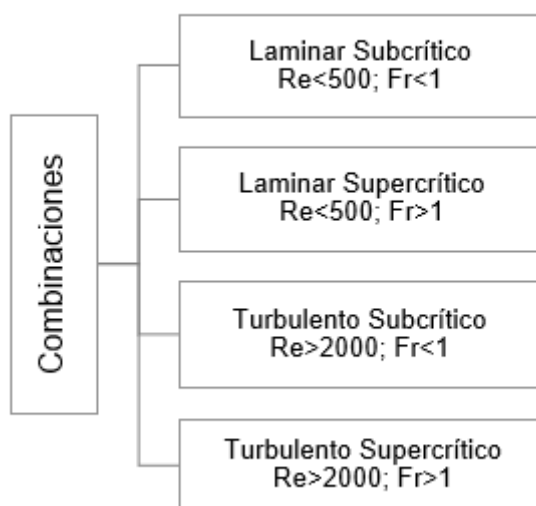 Combinaciones
Laminar Subcrítico
Re<500; Fr<1
Laminar Supercrítico
Re<500; Fr>1
Turbulento Subcrítico
Re>2000; Fr<1
Turbulento Supercrítico
Re>2000; Fr>1